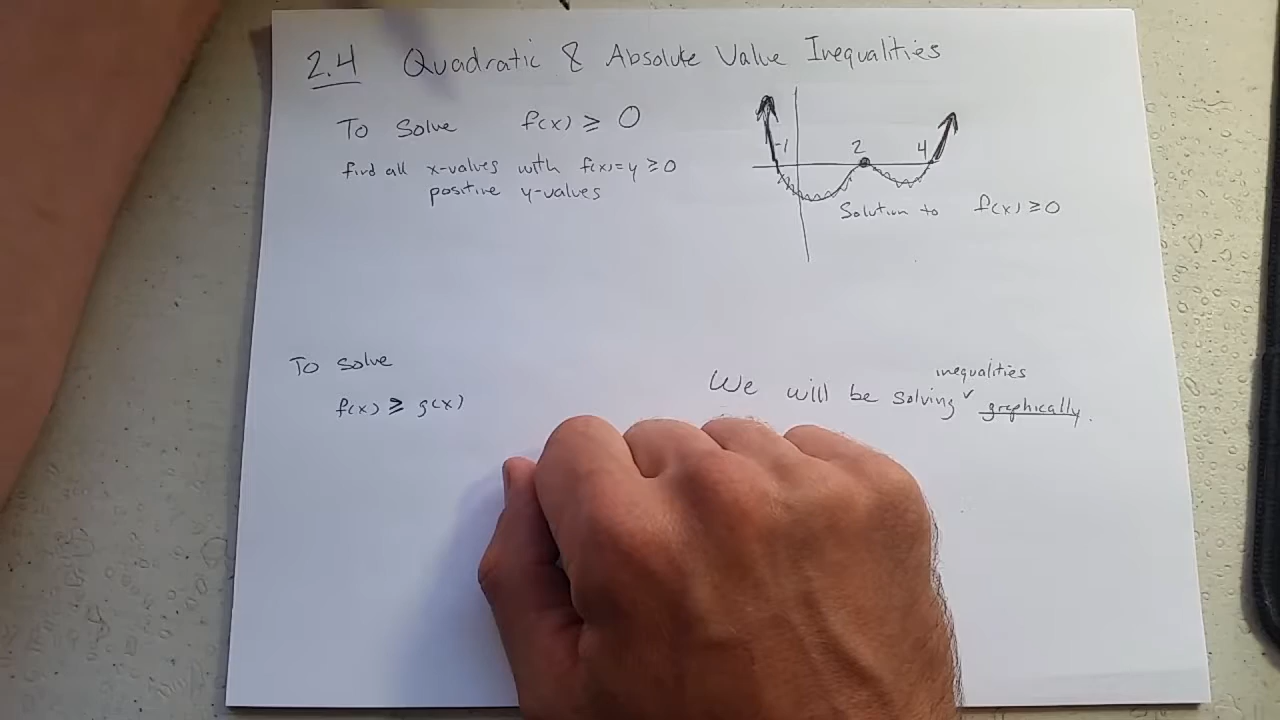 2.4 Quadratic & Absolute Value Inequalities
To Solve f(x) ≥ 0
find all x-values with f(x)=y ≥0
positive y-values
-1 2 4
Solution to f(x) ≥0
To solve
f(x) ≥ g(x)
inequalities
We will be solving ˅ graphically.